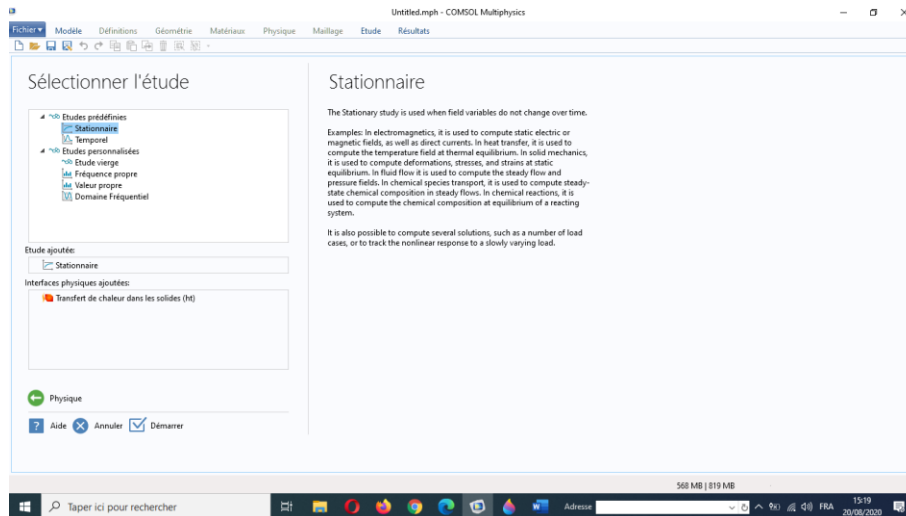 Untitled.mph - COMSOL Multiphysics
Fichier Modèle Définitions Géométrie Matériaux Physique Maillage Etude Résultats
Sélectionner l'étude
Etudes prédéfinies
Stationnaire
Temporel
Etudes personnalisées
Etude vierge
Fréquence propre
Valeur propre
Domaine Fréquentiel
Etude ajoutée:
Stationnaire
Interfaces physiques ajoutées:
Transfert de chaleur dans les solides (ht)
Physique
Aide Annuler Démarrer
Stationnaire
The Stationary study is used when field variables do not change over time.
Examples: In electromagnetics, it is used to compute static electric or
magnetic fields, as well as direct currents. In heat transfer, it is used to
compute the temperature field at thermal equilibrium. In solid mechanics,
it is used to compute deformations, stresses, and strains at static
equilibrium. In fluid flow it is used to compute the steady flow and
pressure fields. In chemical species transport, it is used to compute steady-
state chemical composition in steady flows. In chemical reactions, it is
used to compute the chemical composition at equilibrium of a reacting
system.
It is also possible to compute several solutions, such as a number of load
cases, or to track the nonlinear response to a slowly varying load.
568 MB | 819 MB
Taper ici pour rechercher
Adresse
FRA
15:19
20/08/2020